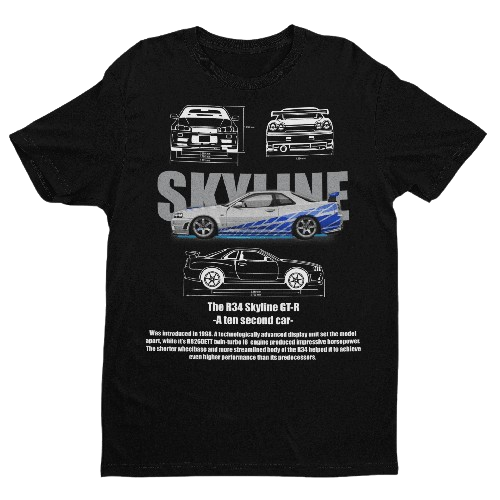 SKYLINE
The R34 Skyline GT-R
-A ten second car-
Was introduced in 1998. A technologically advanced display unit set the model
apart, while it's RB26DETT twin-turbo I6 engine produced impressive horsepower.
The shorter wheelbase and more streamlined body of the R34 helped it to achieve
even higher performance than its predecessors.